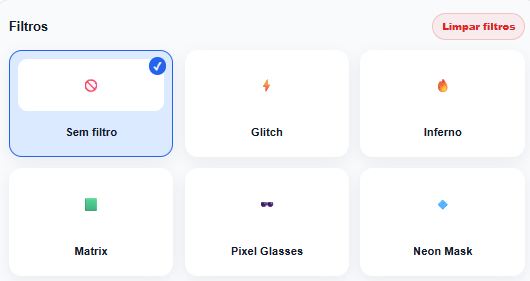 Filtros
Limpar filtros
Sem filtro
Glitch
Inferno
Matrix
Pixel Glasses
Neon Mask